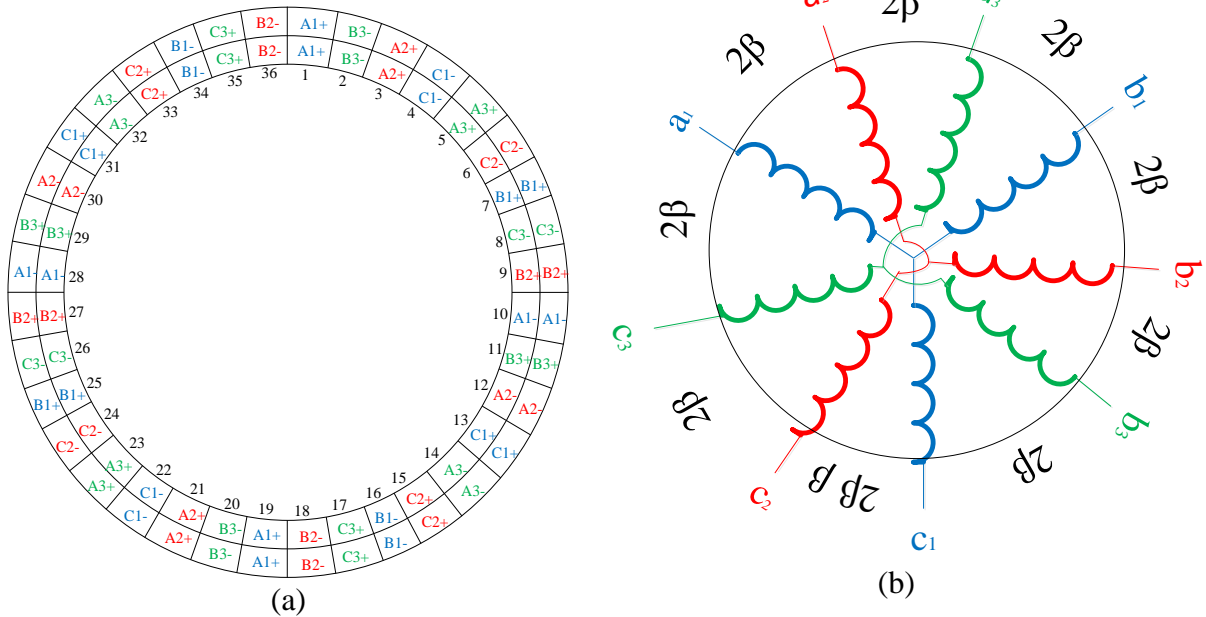 A1+
B3-
A2+
C1-
A3+
C2-
B1+
C3-
B2+
A1-
B3+
A2-
C1+
A3-
C2+
B1-
C3+
B2-
A1+
B3-
A2+
C1-
A3+
C2-
B1+
C3-
B2+
A1-
B3+
A2-
C1+
A3-
C2+
B1-
C3+
B2-
A1+
B3-
A2+
C1-
A3+
C2-
B1+
C3-
B2+
A1-
B3+
A2-
C1+
A3-
C2+
B1-
C3+
B2-
A1+
B3-
A2+
C1-
A3+
C2-
B1+
C3-
B2+
A1-
B3+
A2-
C1+
A3-
C2+
B1-
C3+
B2-
1
2
3
4
5
6
7
8
9
10
11
12
13
14
15
16
17
18
19
20
21
22
23
24
25
26
27
28
29
30
31
32
33
34
35
36
(a)
a1
2β
2β
b1
2β
b2
2β
b3
2β
c1
2β
β
c2
2β
c3
2β
(b)